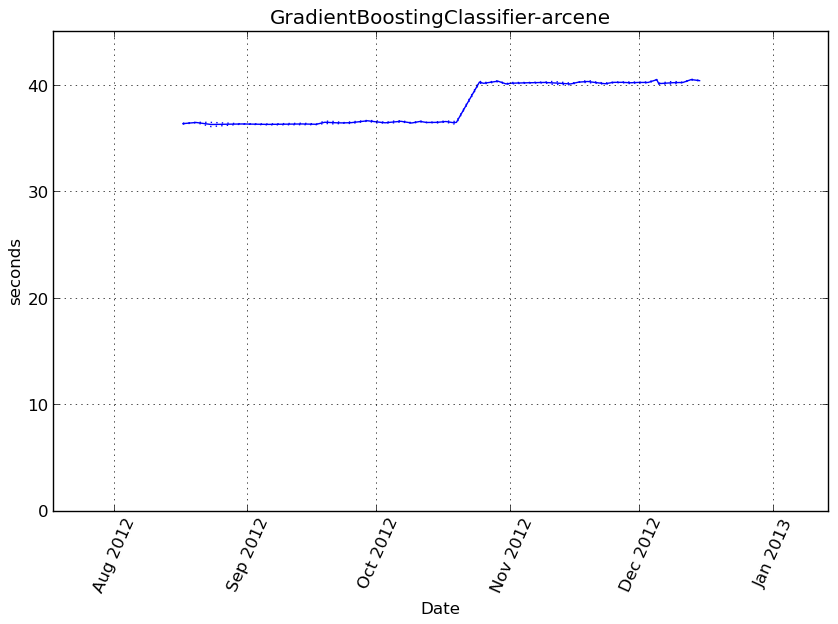 GradientBoostingClassifier-arcene
40
30
20
10
0
seconds
Aug 2012
Sep 2012
Oct 2012
Nov 2012
Dec 2012
Jan 2013
Date